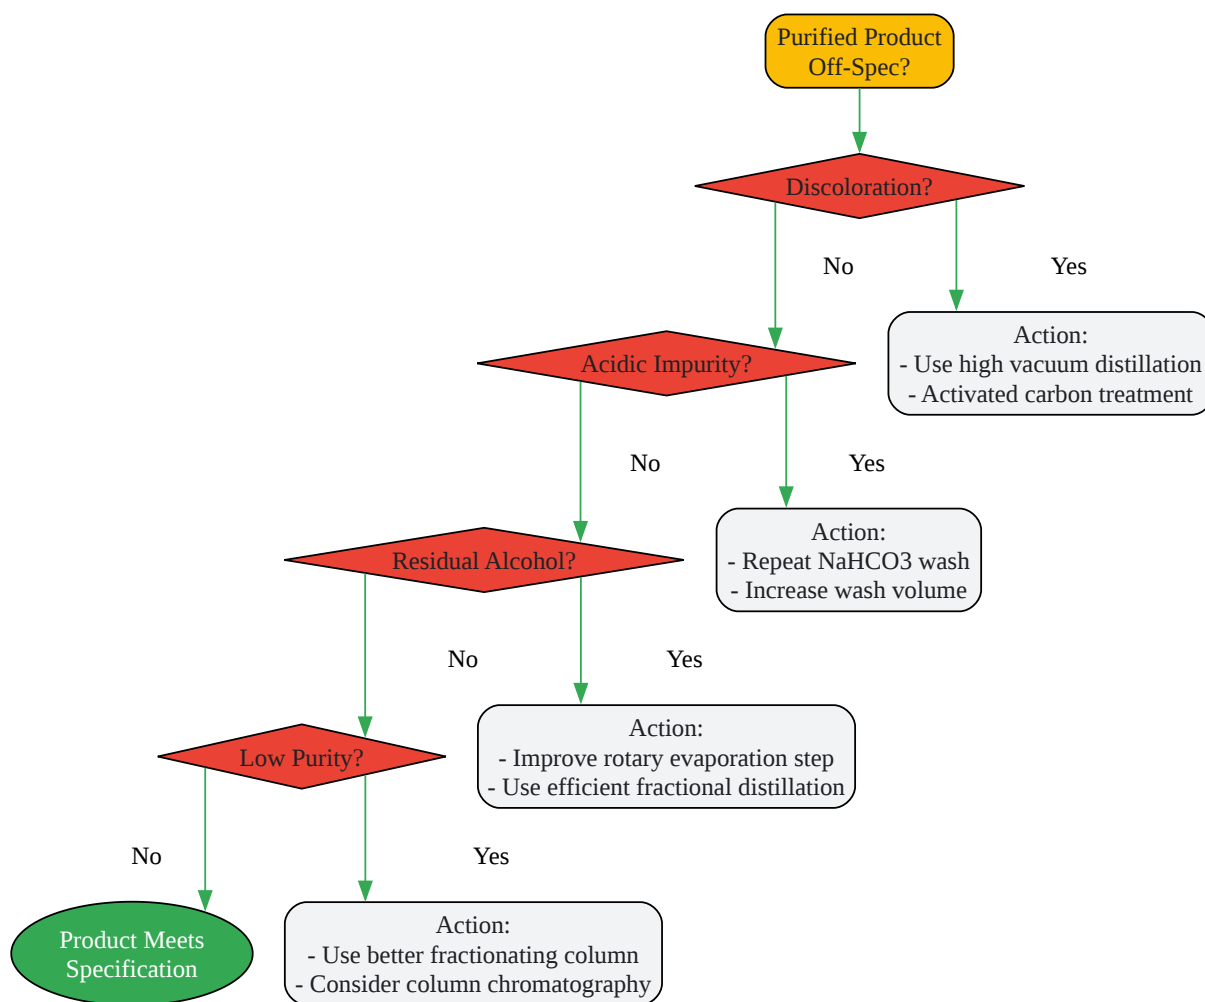 Purified Product
Off-Spec?
Discoloration?
No
Yes
Action:
- Use high vacuum distillation
- Activated carbon treatment
Acidic Impurity?
No
Yes
Action:
- Repeat NaHCO3 wash
- Increase wash volume
Residual Alcohol?
No
Yes
Action:
- Improve rotary evaporation step
- Use efficient fractional distillation
Low Purity?
No
Yes
Product Meets
Specification
Action:
- Use better fractionating column
- Consider column chromatography